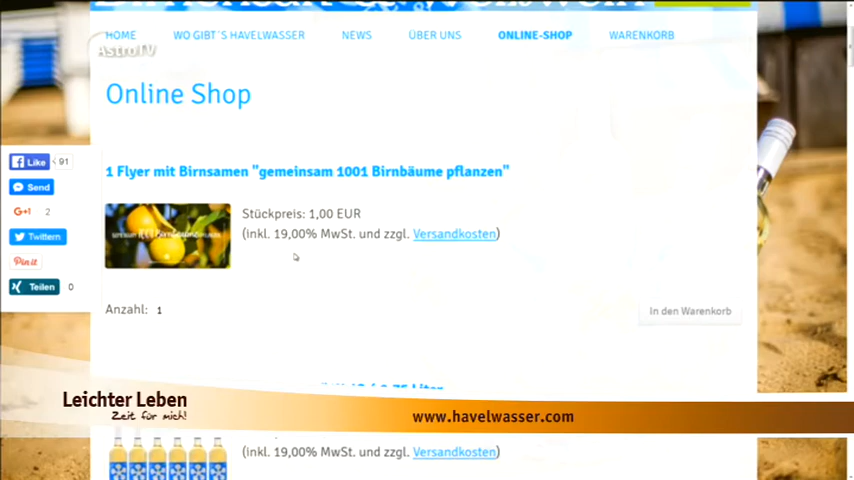 HOME WO GIBT´S HAVELWASSER NEWS ÜBER UNS ONLINE-SHOP WARENKORB
AstroTV
Online Shop
Like 91
1 Flyer mit Birnsamen "gemeinsam 1001 Birnbäume pflanzen"
Send
G+1 2
Stückpreis: 1,00 EUR
Twittern
(inkl. 19,00% MwSt. und zzgl. Versandkosten)
Pin it
Teilen 0
Anzahl: 1
In den Warenkorb
Leichter Leben
Zeit für mich!
www.havelwasser.com
(inkl. 19,00% MwSt. und zzgl. Versandkosten)